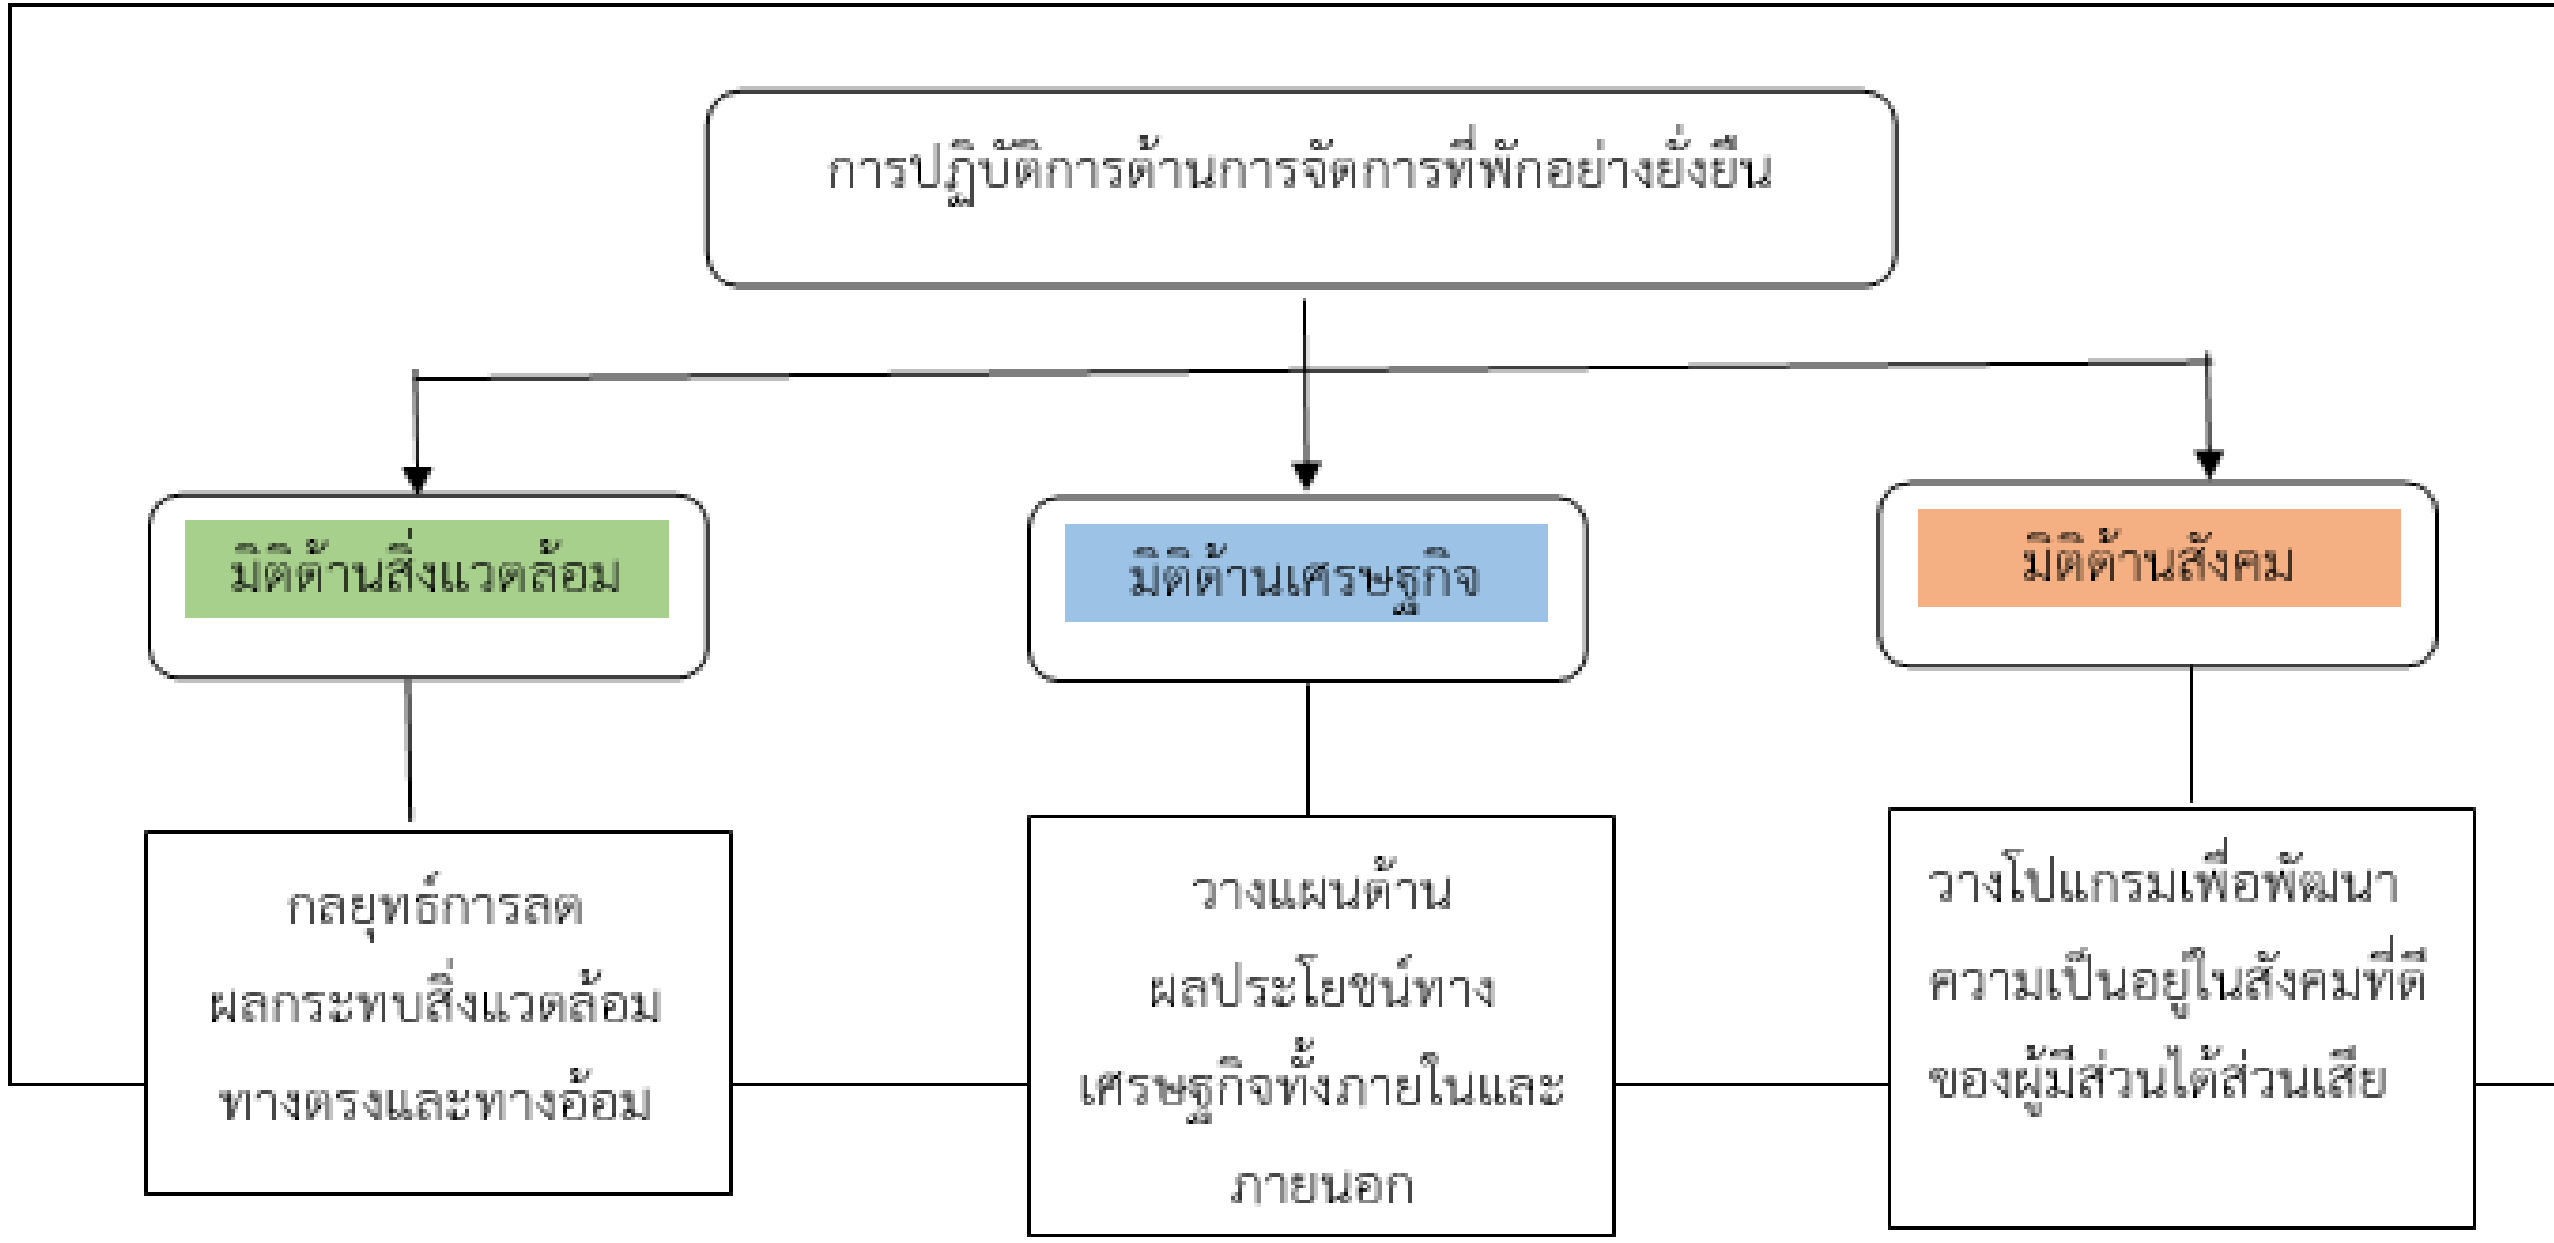 การปฏิบัติการด้านการจัดการที่พักอย่างยั่งยืน
มิติด้านสิ่งแวดล้อม
มิติด้านเศรษฐกิจ
มิติด้านสังคม
กลยุทธ์การลด
ผลกระทบสิ่งแวดล้อม
ทางตรงและทางอ้อม
วางแผนด้าน
ผลประโยชน์ทาง
เศรษฐกิจทั้งภายในและ
ภายนอก
วางโปแกรมเพื่อพัฒนา
ความเป็นอยู่ในสังคมที่ดี
ของผู้มีส่วนได้ส่วนเสีย